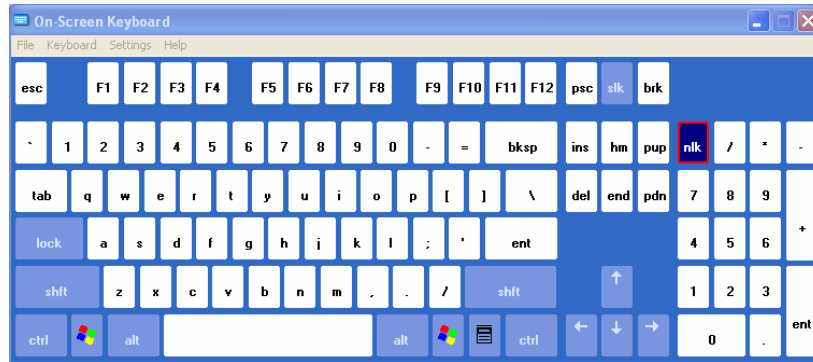 On-Screen Keyboard
File Keyboard Settings Help
esc F1 F2 F3 F4 F5 F6 F7 F8 F9 F10 F11 F12 psc slk brk
` 1 2 3 4 5 6 7 8 9 0 - = bksp ins hm pup nlk / * -
tab q w e r t y u i o p [ ] \ del end pdn 7 8 9 +
lock a s d f g h j k l ; ' ent 4 5 6
shft z x c v b n m , . / shft ↑ 1 2 3 ent
ctrl alt alt ctrl ← ↓ → 0 .